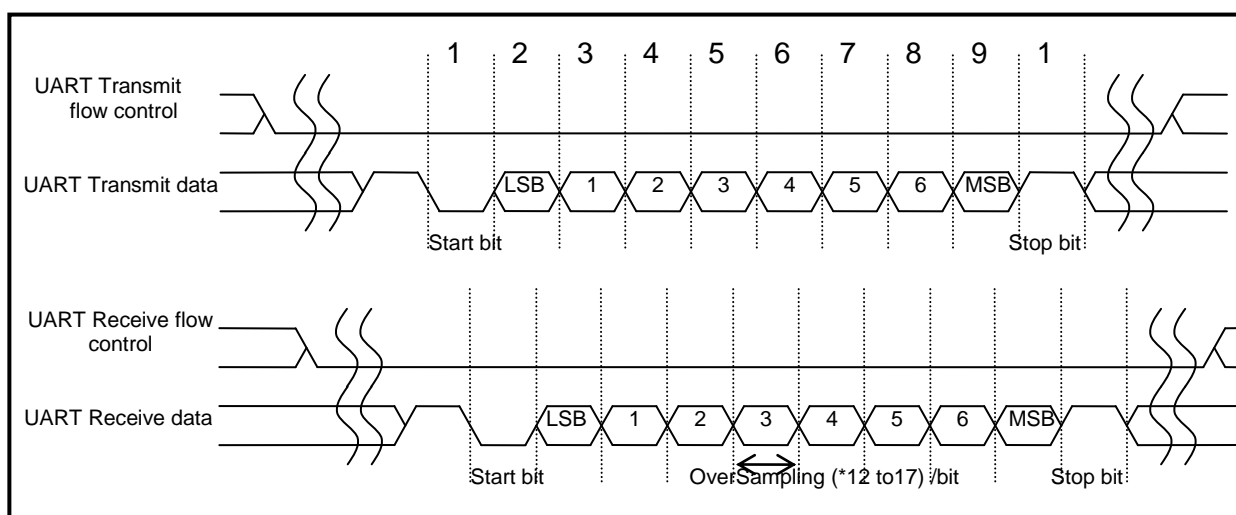 1 2 3 4 5 6 7 8 9 1
UART Transmit
flow control
UART Transmit data
LSB 1 2 3 4 5 6 MSB
Start bit Stop bit
UART Receive flow
control
UART Receive data
LSB 1 2 3 4 5 6 MSB
Start bit OverSampling (*12 to17) /bit Stop bit